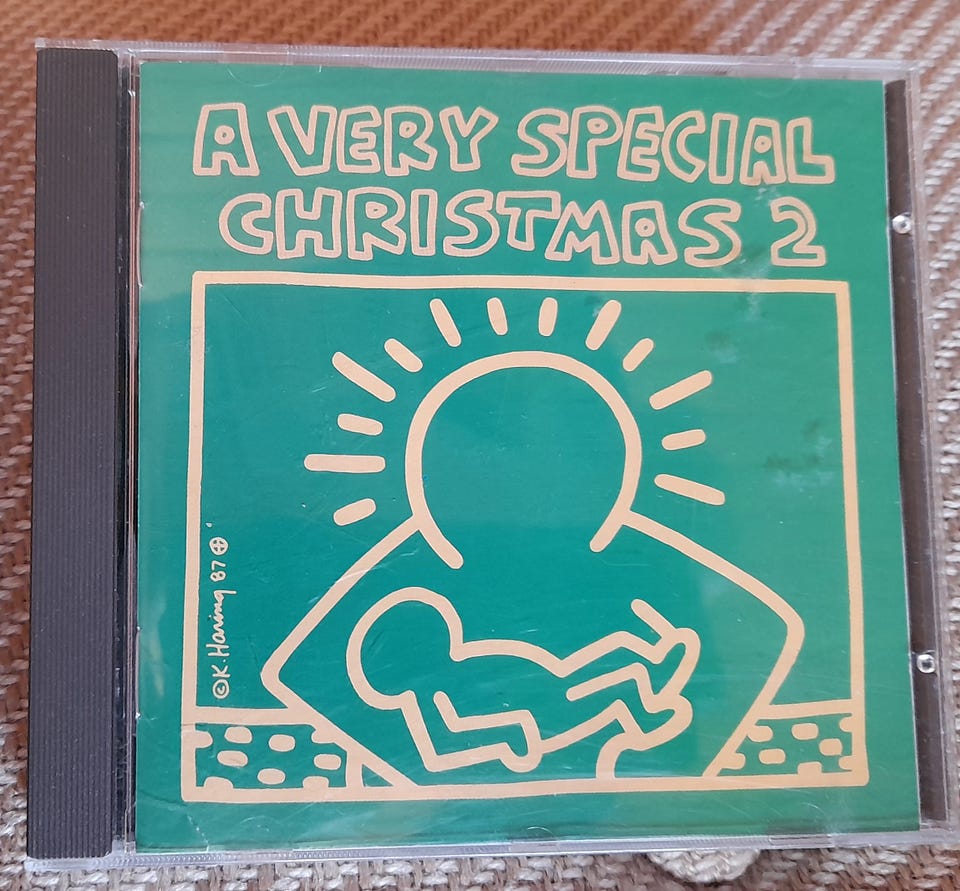 A VERY SPECIAL
CHRISTMAS 2
© K. Haring 87